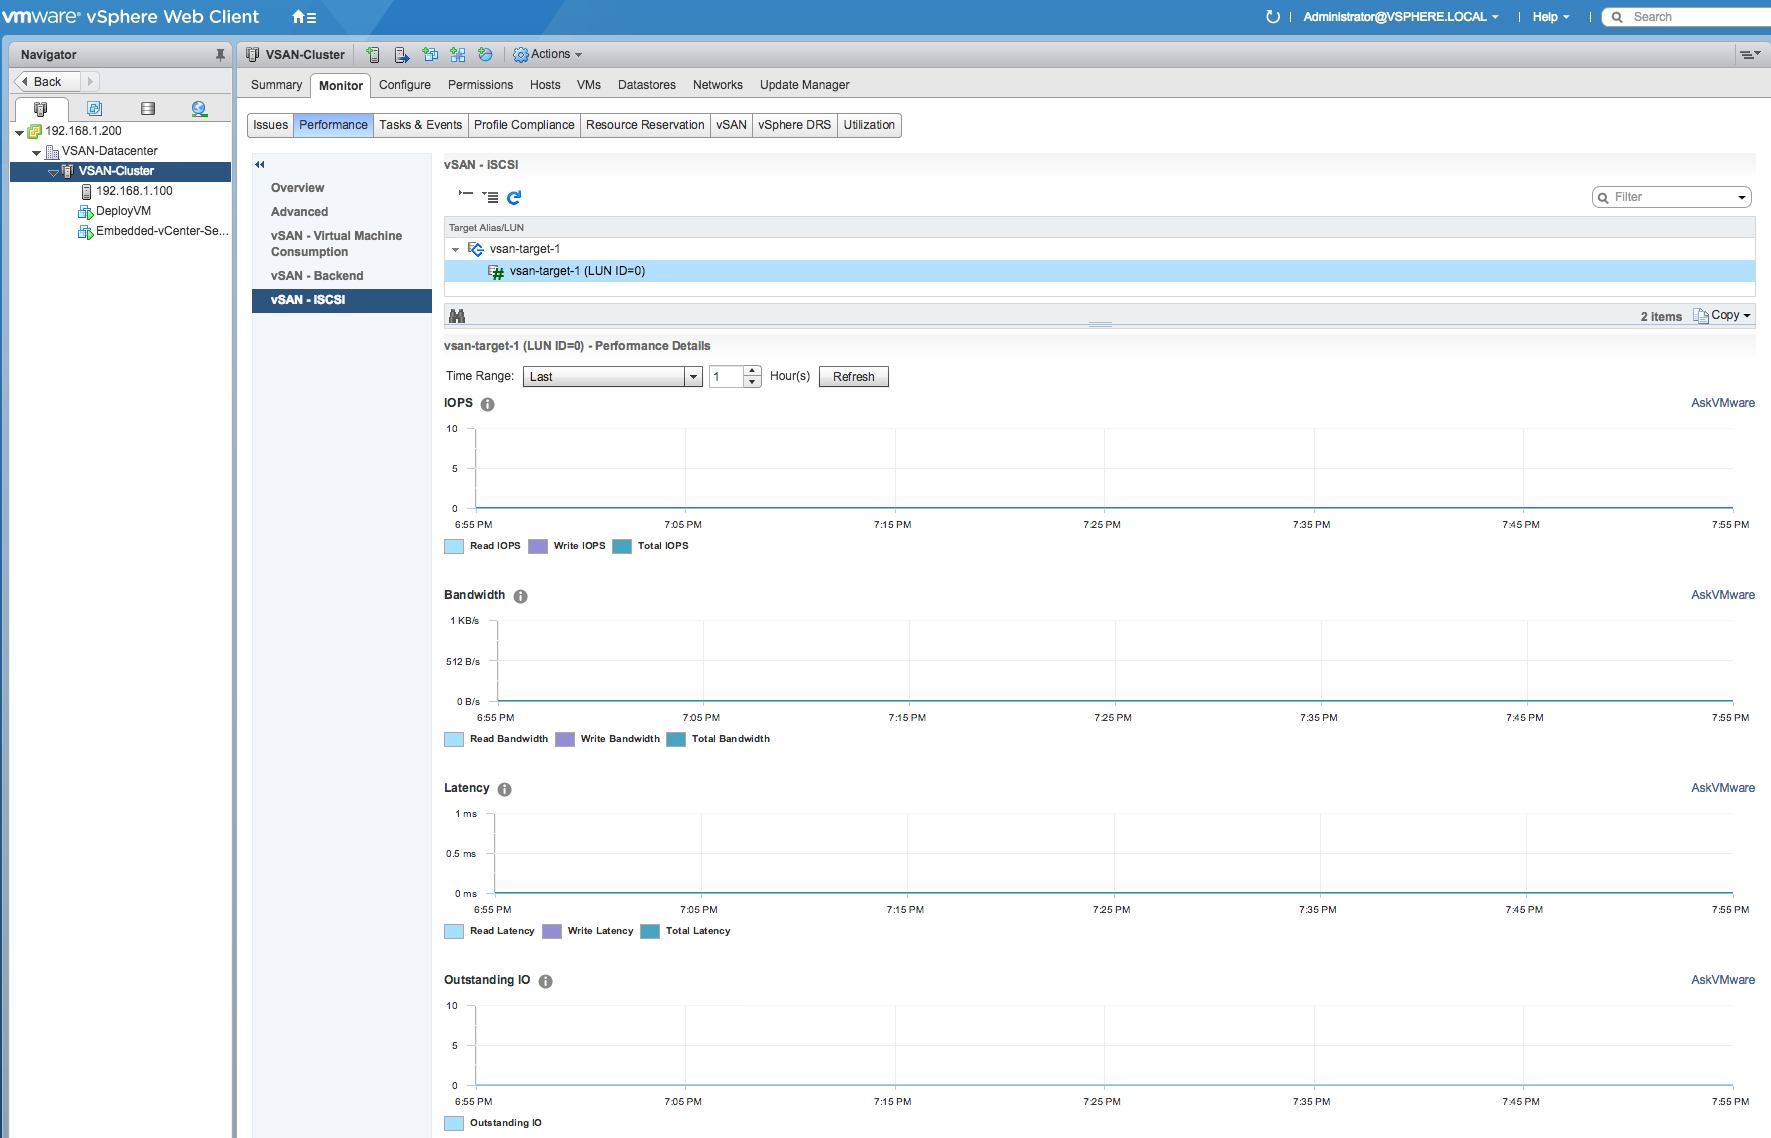 vmware® vSphere Web Client
Administrator@VSPHERE.LOCAL
Help
Search
Navigator
Back
192.168.1.200
VSAN-Datacenter
VSAN-Cluster
192.168.1.100
DeployVM
Embedded-vCenter-Se...
VSAN-Cluster
Actions
Summary Monitor Configure Permissions Hosts VMs Datastores Networks Update Manager
Issues Performance Tasks & Events Profile Compliance Resource Reservation vSAN vSphere DRS Utilization
Overview
Advanced
vSAN - Virtual Machine
Consumption
vSAN - Backend
vSAN - iSCSI
vSAN - iSCSI
Filter
Target Alias/LUN
vsan-target-1
vsan-target-1 (LUN ID=0)
2 items Copy
vsan-target-1 (LUN ID=0) - Performance Details
Time Range: Last 1 Hour(s) Refresh
IOPS AskVMware
10
5
0
6:55 PM 7:05 PM 7:15 PM 7:25 PM 7:35 PM 7:45 PM 7:55 PM
Read IOPS Write IOPS Total IOPS
Bandwidth AskVMware
1 KB/s
512 B/s
0 B/s
6:55 PM 7:05 PM 7:15 PM 7:25 PM 7:35 PM 7:45 PM 7:55 PM
Read Bandwidth Write Bandwidth Total Bandwidth
Latency AskVMware
1 ms
0.5 ms
0 ms
6:55 PM 7:05 PM 7:15 PM 7:25 PM 7:35 PM 7:45 PM 7:55 PM
Read Latency Write Latency Total Latency
Outstanding IO AskVMware
10
5
0
6:55 PM 7:05 PM 7:15 PM 7:25 PM 7:35 PM 7:45 PM 7:55 PM
Outstanding IO